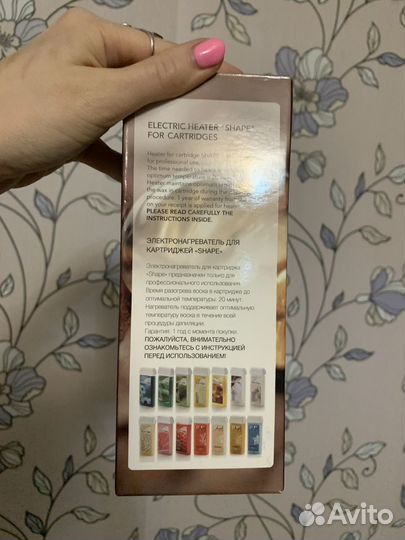 ELECTRIC HEATER "SHAPE"
FOR CARTRIDGES
Heater for cartridge
for professional use.
The time needed to
optimum temperature
Heater maintains optimum
the wax in cartridge during the
procedure. 1 year of warranty
on your receipt is applied for heater
PLEASE READ CAREFULLY THE
INSTRUCTIONS INSIDE.
ЭЛЕКТРОНАГРЕВАТЕЛЬ ДЛЯ
КАРТРИДЖЕЙ «SHAPE»
Электронагреватель для картриджа
«Shape» предназначен только для
профессионального использования.
Время разогрева воска в картридже до
оптимальной температуры: 20 минут.
Нагреватель поддерживает оптимальную
температуру воска в течение всей
процедуры депиляции.
Гарантия: 1 год с момента покупки.
ПОЖАЛУЙСТА, ВНИМАТЕЛЬНО
ОЗНАКОМЬТЕСЬ С ИНСТРУКЦИЕЙ
ПЕРЕД ИСПОЛЬЗОВАНИЕМ!
Avito